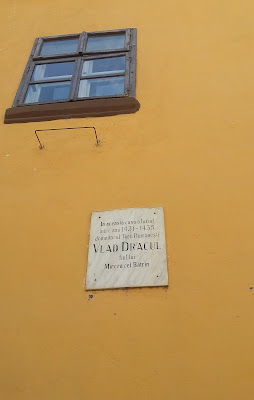 In această casă a locuit
între anii 1431-1435
domnitorul Țării Românești
VLAD DRACUL
fiul lui
Mircea cel Bătrîn